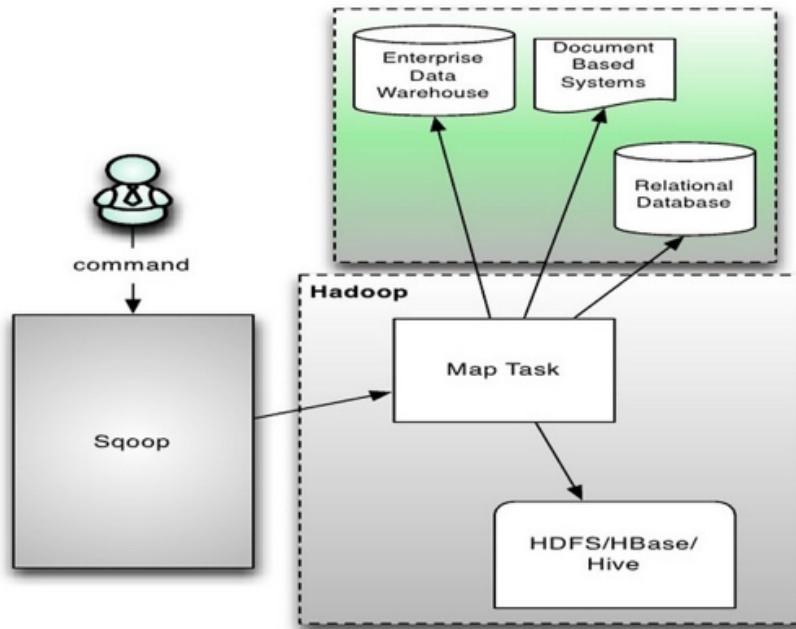 Enterprise
Data
Warehouse
Document
Based
Systems
Relational
Database
command
Hadoop
Map Task
Sqoop
HDFS/HBase/
Hive